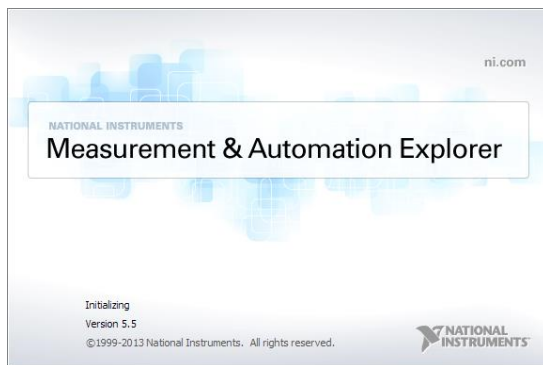 ni.com
NATIONAL INSTRUMENTS
Measurement & Automation Explorer
Initializing
Version 5.5
©1999-2013 National Instruments. All rights reserved.
NATIONAL
INSTRUMENTS